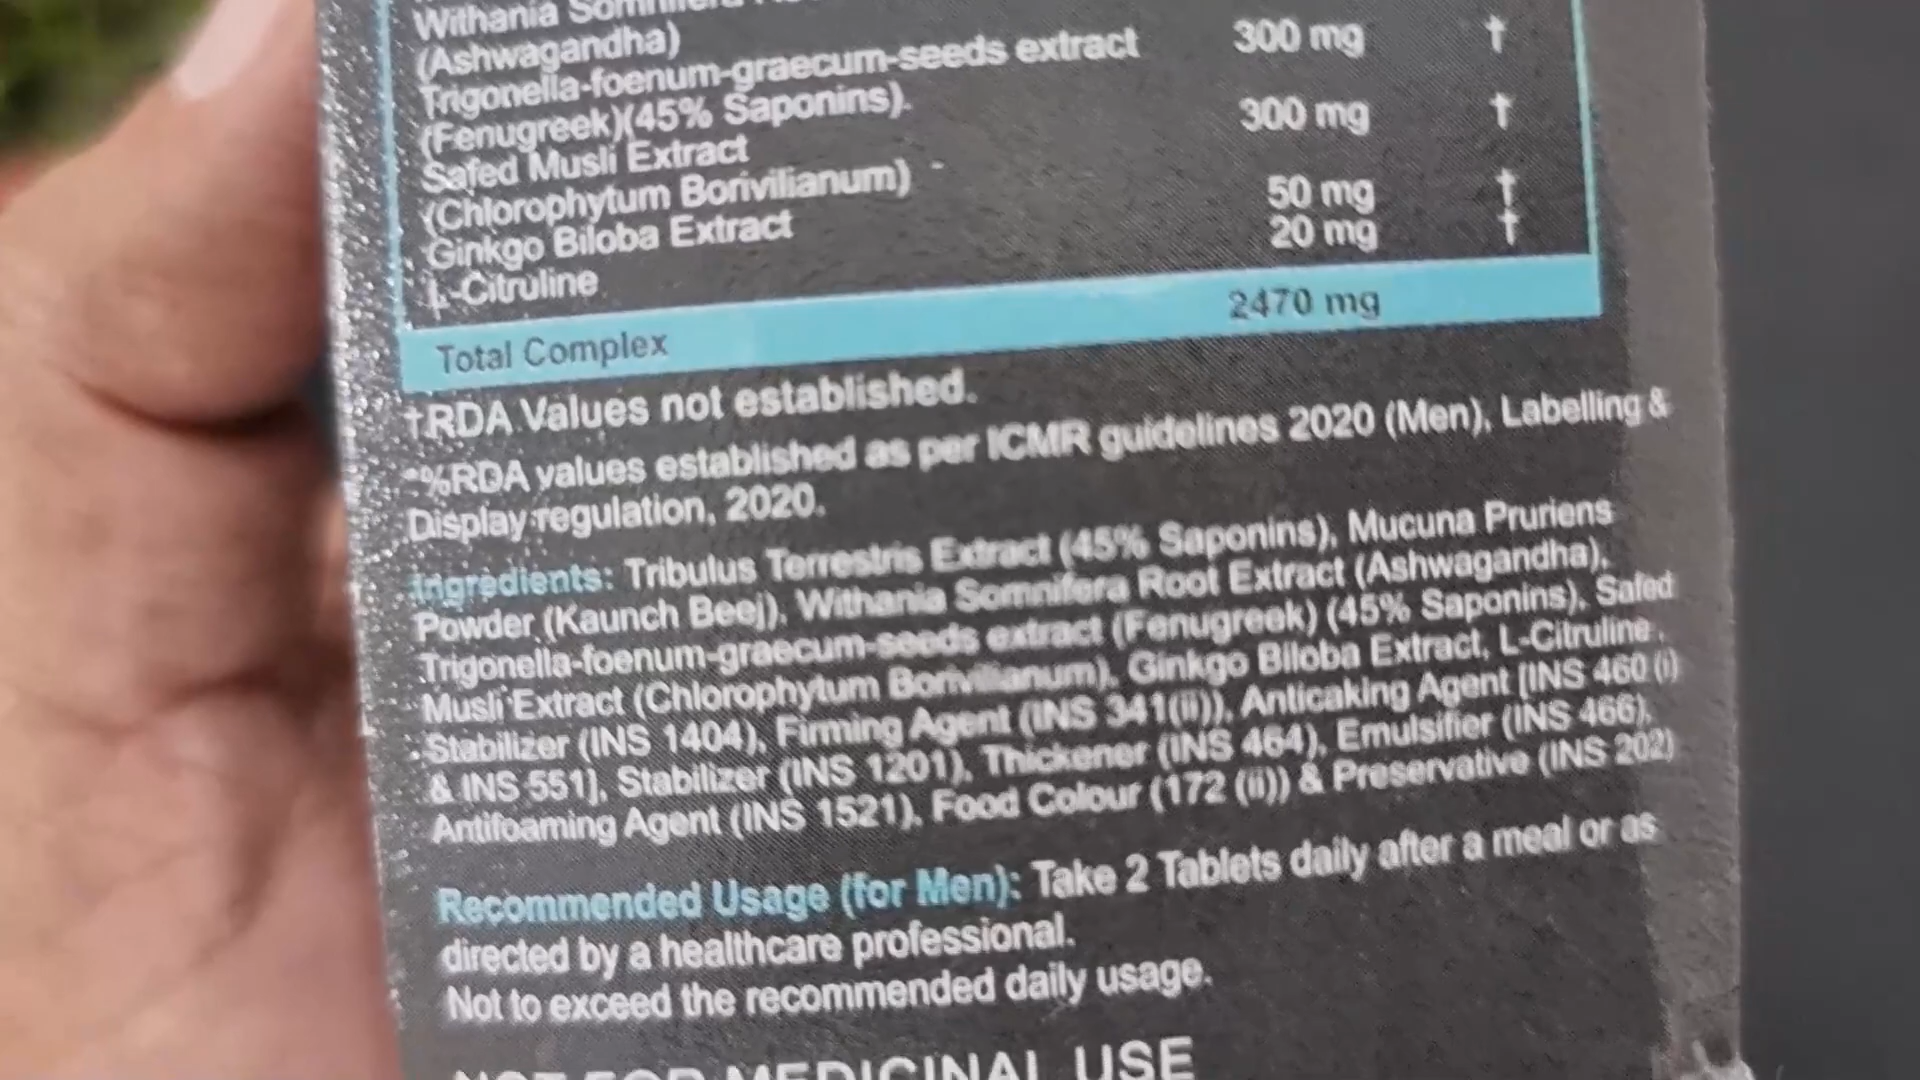 Withania Somnifera
(Ashwagandha)
Trigonella-foenum-graecum-seeds extract 300 mg †
(Fenugreek)(45% Saponins).
Safed Musli Extract 300 mg †
(Chlorophytum Borivilianum)
Ginkgo Biloba Extract 50 mg †
L-Citruline 20 mg †
Total Complex 2470 mg
†RDA Values not established.
*%RDA values established as per ICMR guidelines 2020 (Men), Labelling &
Display regulation, 2020.
Ingredients: Tribulus Terrestris Extract (45% Saponins), Mucuna Pruriens
Powder (Kaunch Beej), Withania Somnifera Root Extract (Ashwagandha),
Trigonella-foenum-graecum-seeds extract (Fenugreek) (45% Saponins), Safed
Musli Extract (Chlorophytum Borivilianum), Ginkgo Biloba Extract, L-Citruline,
Stabilizer (INS 1404), Firming Agent (INS 341(ii)), Anticaking Agent [INS 460 (i)
& INS 551], Stabilizer (INS 1201), Thickener (INS 464), Emulsifier (INS 466),
Antifoaming Agent (INS 1521), Food Colour (172 (ii)) & Preservative (INS 202)
Recommended Usage (for Men): Take 2 Tablets daily after a meal or as
directed by a healthcare professional.
Not to exceed the recommended daily usage.
NOT FOR MEDICINAL USE